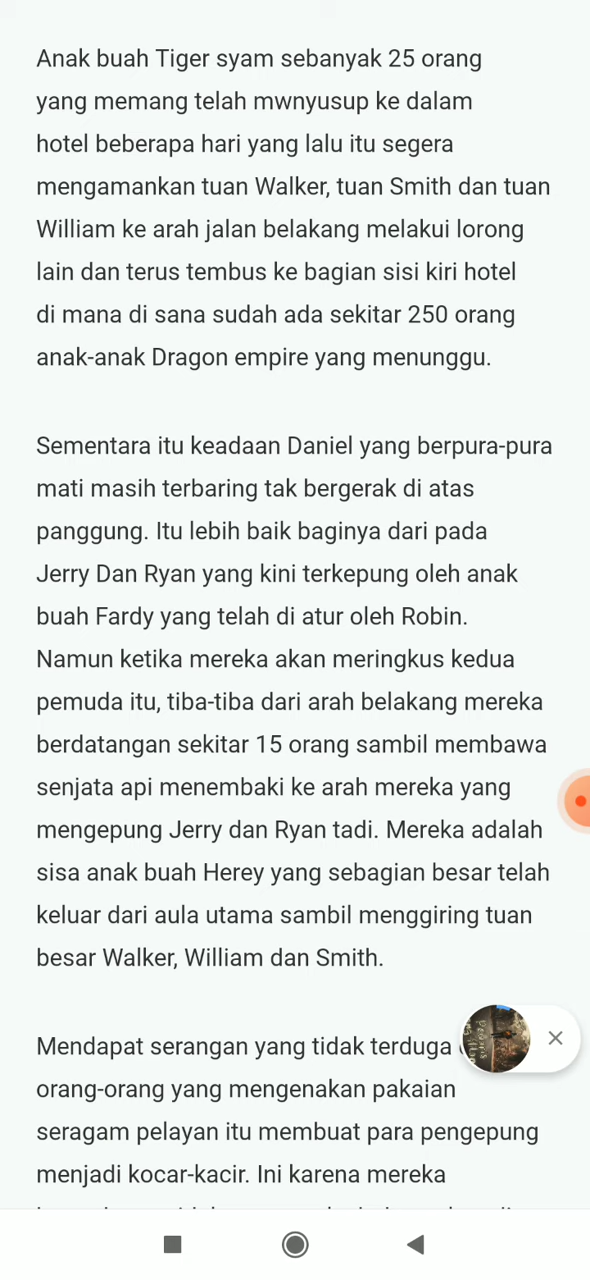 Anak buah Tiger syam sebanyak 25 orang
yang memang telah mwnyusup ke dalam
hotel beberapa hari yang lalu itu segera
mengamankan tuan Walker, tuan Smith dan tuan
William ke arah jalan belakang melakui lorong
lain dan terus tembus ke bagian sisi kiri hotel
di mana di sana sudah ada sekitar 250 orang
anak-anak Dragon empire yang menunggu.
Sementara itu keadaan Daniel yang berpura-pura
mati masih terbaring tak bergerak di atas
panggung. Itu lebih baik baginya dari pada
Jerry Dan Ryan yang kini terkepung oleh anak
buah Fardy yang telah di atur oleh Robin.
Namun ketika mereka akan meringkus kedua
pemuda itu, tiba-tiba dari arah belakang mereka
berdatangan sekitar 15 orang sambil membawa
senjata api menembaki ke arah mereka yang
mengepung Jerry dan Ryan tadi. Mereka adalah
sisa anak buah Herey yang sebagian besar telah
keluar dari aula utama sambil menggiring tuan
besar Walker, William dan Smith.
Mendapat serangan yang tidak terduga
orang-orang yang mengenakan pakaian
seragam pelayan itu membuat para pengepung
menjadi kocar-kacir. Ini karena mereka